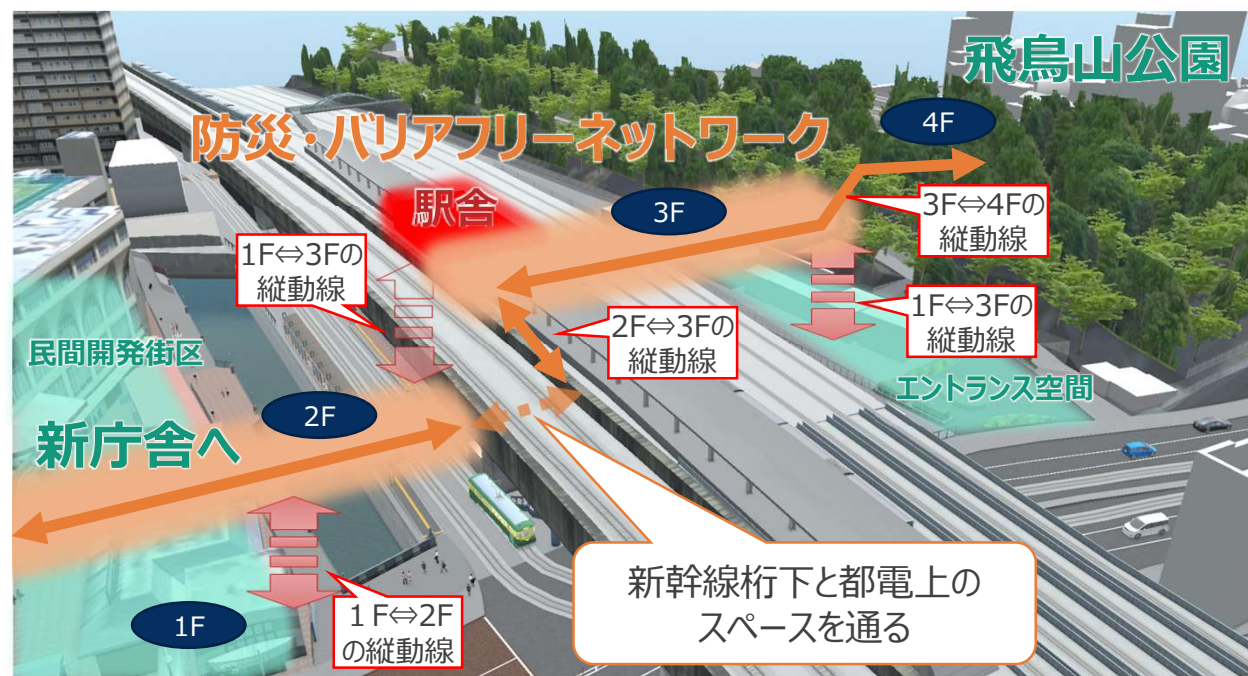 飛鳥山公園
4F
防災・バリアフリーネットワーク
駅舎
3F
3F⇔4Fの
縦動線
1F⇔3Fの
縦動線
2F⇔3Fの
縦動線
1F⇔3Fの
縦動線
民間開発街区
エントランス空間
2F
新庁舎へ
新幹線桁下と都電上の
スペースを通る
1F
１F⇔2F
の縦動線